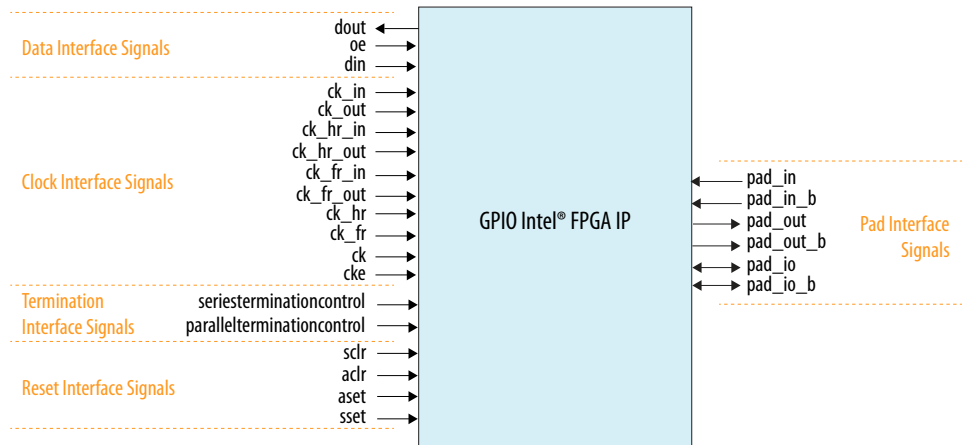 Data Interface Signals
dout
oe
din
Clock Interface Signals
ck_in
ck_out
ck_hr_in
ck_hr_out
ck_fr_in
ck_fr_out
ck_hr
ck_fr
ck
cke
Termination
Interface Signals
seriesterminationcontrol
parallelterminationcontrol
Reset Interface Signals
sclr
aclr
aset
sset
GPIO Intel® FPGA IP
pad_in
pad_in_b
pad_out
pad_out_b
pad_io
pad_io_b
Pad Interface
Signals